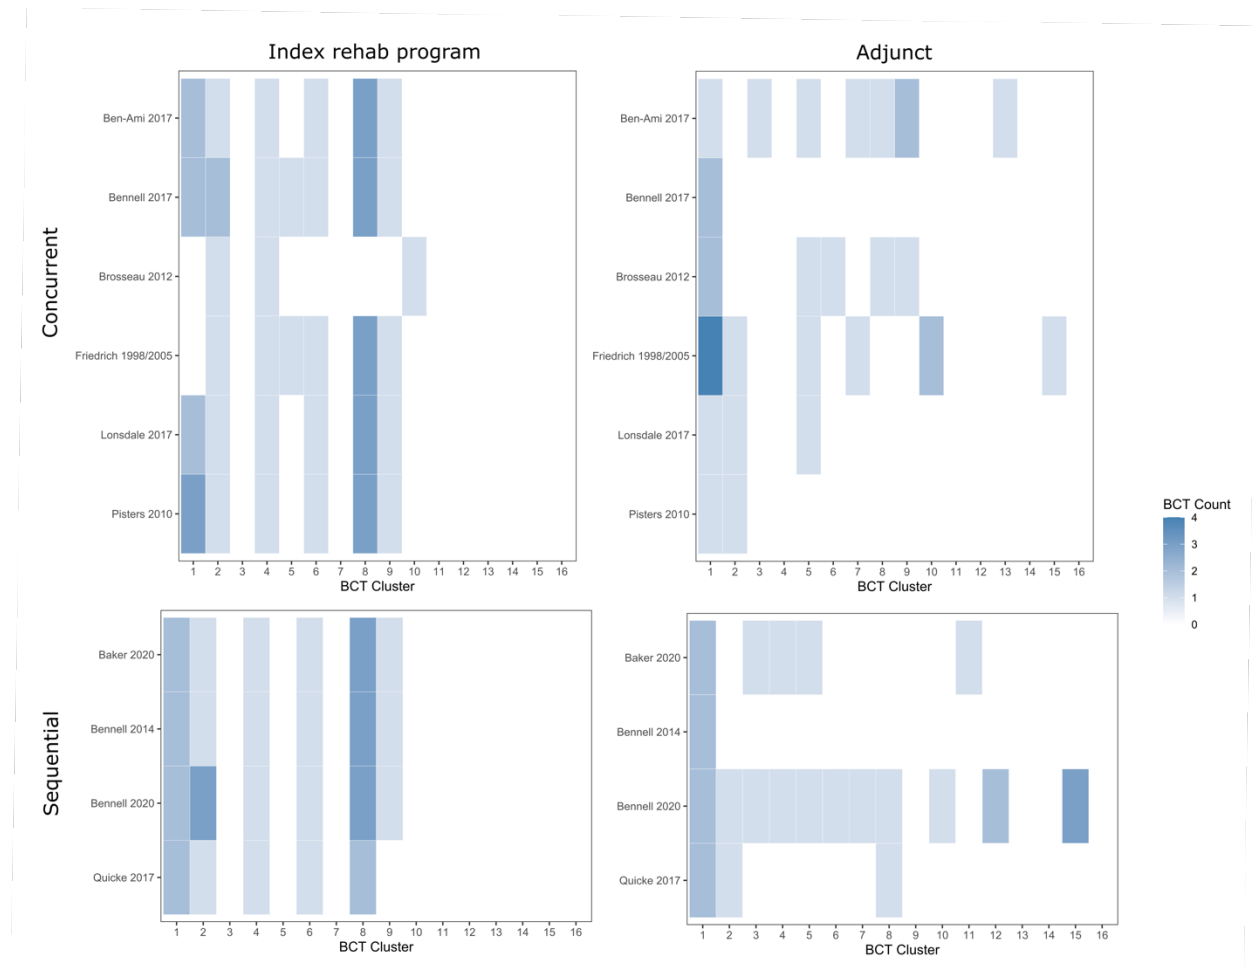 Index rehab program
Adjunct
Concurrent
Ben-Ami 2017
Bennell 2017
Brosseau 2012
Friedrich 1998/2005
Lonsdale 2017
Pisters 2010
1 2 3 4 5 6 7 8 9 10 11 12 13 14 15 16
BCT Cluster
Ben-Ami 2017
Bennell 2017
Brosseau 2012
Friedrich 1998/2005
Lonsdale 2017
Pisters 2010
1 2 3 4 5 6 7 8 9 10 11 12 13 14 15 16
BCT Cluster
BCT Count
4
3
2
1
0
Sequential
Baker 2020
Bennell 2014
Bennell 2020
Quicke 2017
1 2 3 4 5 6 7 8 9 10 11 12 13 14 15 16
BCT Cluster
Baker 2020
Bennell 2014
Bennell 2020
Quicke 2017
1 2 3 4 5 6 7 8 9 10 11 12 13 14 15 16
BCT Cluster